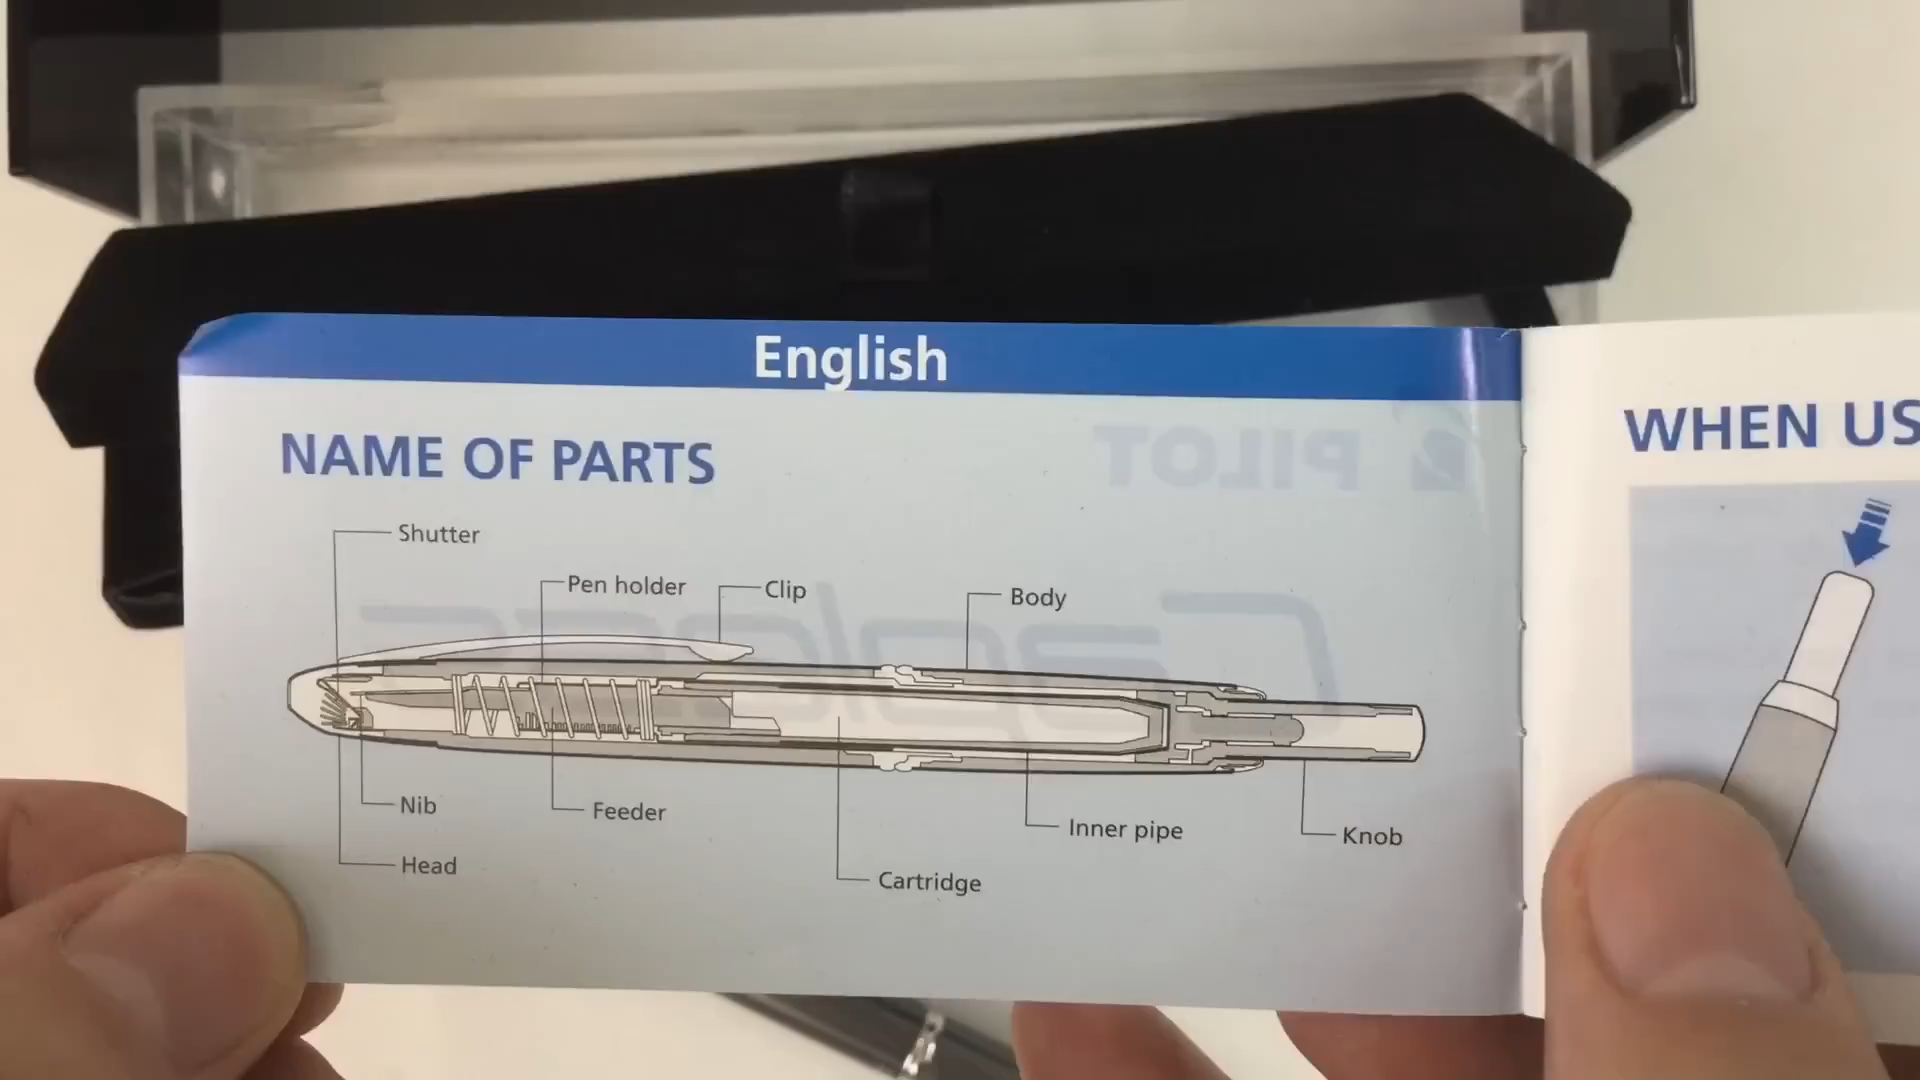 English
NAME OF PARTS
PILOT
Shutter
Pen holder
Clip
Body
Capless
Nib
Feeder
Inner pipe
Knob
Head
Cartridge
WHEN US